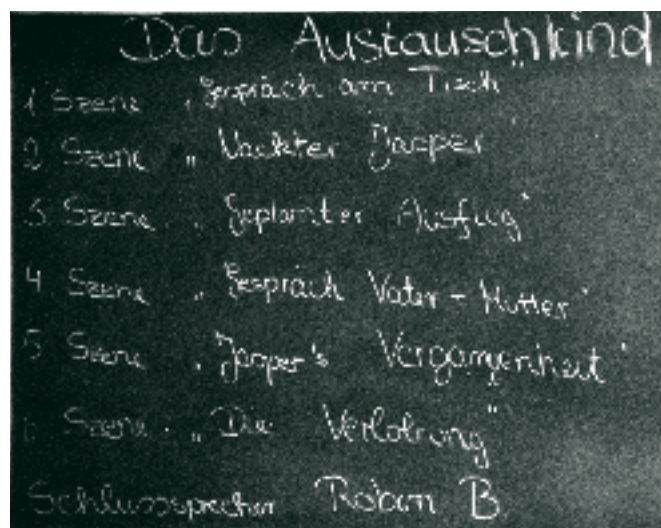 Das Austauschkind
1 Szene „Gespräch am Tisch"
2 Szene „Nackter Jasper"
3 Szene „Geplanter Ausflug"
4 Szene „Gespräch Vater + Mutter"
5 Szene „Jasper's Vergangenheit"
Szene „Die Verlobung"
Schlusssprecher Robin B.